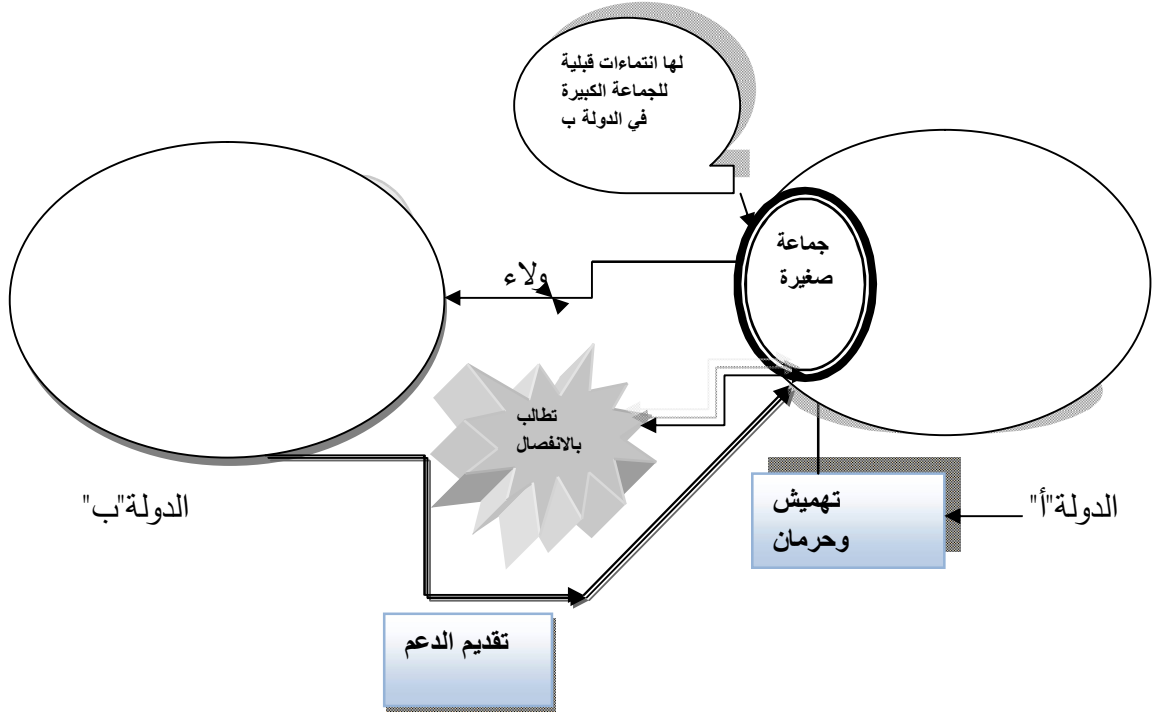 لها انتماءات قبلية
للجماعة الكبيرة
في الدولة ب
جماعة
صغيرة
ولاء
تطالب
بالانفصال
الدولة"أ"
تهميش
وحرمان
الدولة"ب"
تقديم الدعم